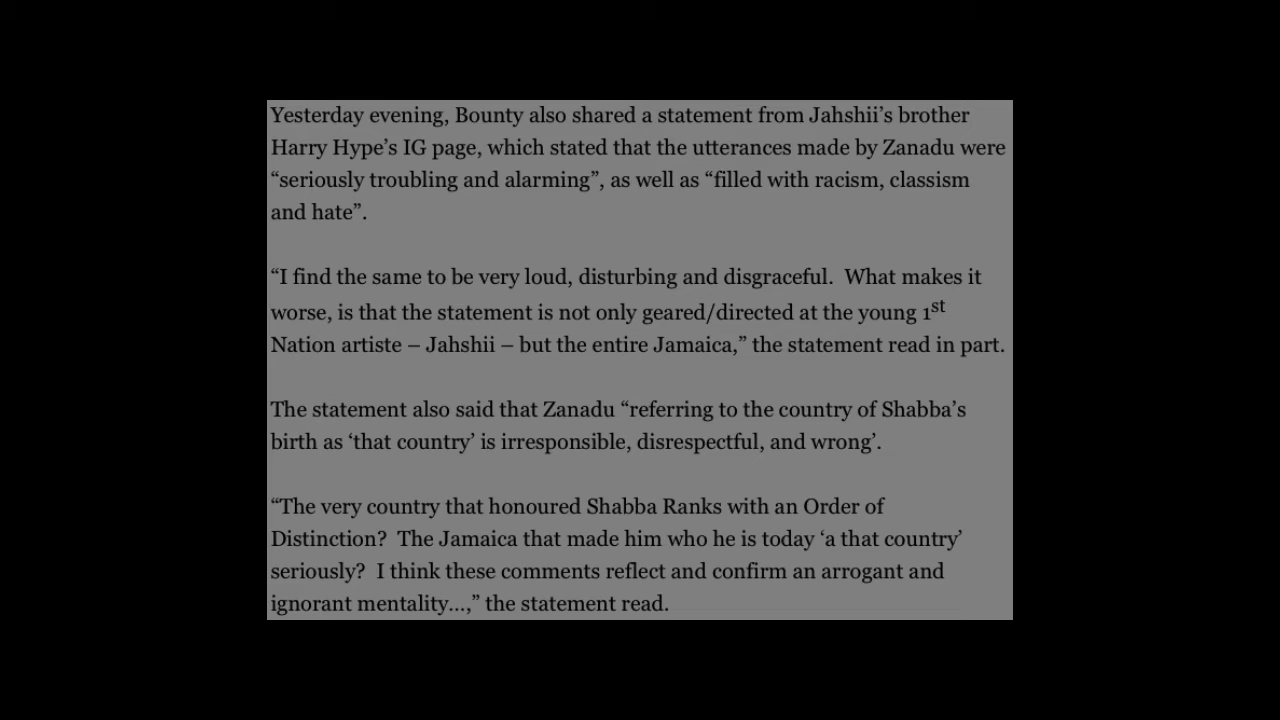 Yesterday evening, Bounty also shared a statement from Jahshii’s brother
Harry Hype’s IG page, which stated that the utterances made by Zanadu were
“seriously troubling and alarming”, as well as “filled with racism, classism
and hate”.
“I find the same to be very loud, disturbing and disgraceful.  What makes it
worse, is that the statement is not only geared/directed at the young 1st
Nation artiste – Jahshii – but the entire Jamaica,” the statement read in part.
The statement also said that Zanadu “referring to the country of Shabba’s
birth as ‘that country’ is irresponsible, disrespectful, and wrong’.
“The very country that honoured Shabba Ranks with an Order of
Distinction?  The Jamaica that made him who he is today ‘a that country’
seriously?  I think these comments reflect and confirm an arrogant and
ignorant mentality…,” the statement read.